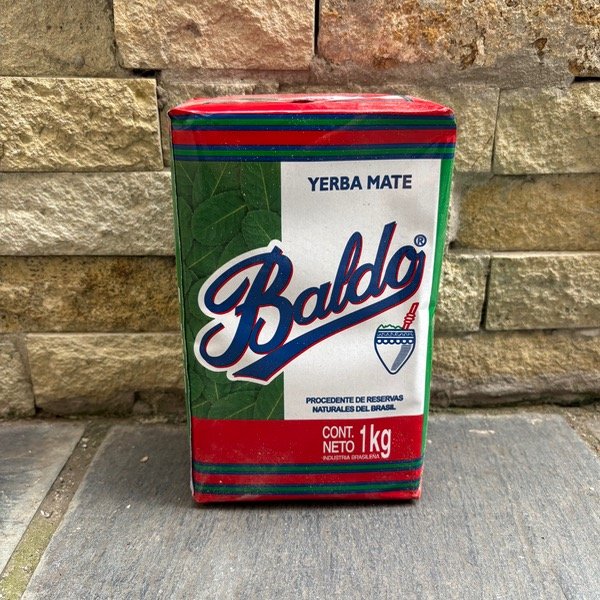 YERBA MATE
Baldo®
PROCEDENTE DE RESERVAS
NATURALES DEL BRASIL
CONT.
NETO 1kg
INDUSTRIA BRASILEÑA